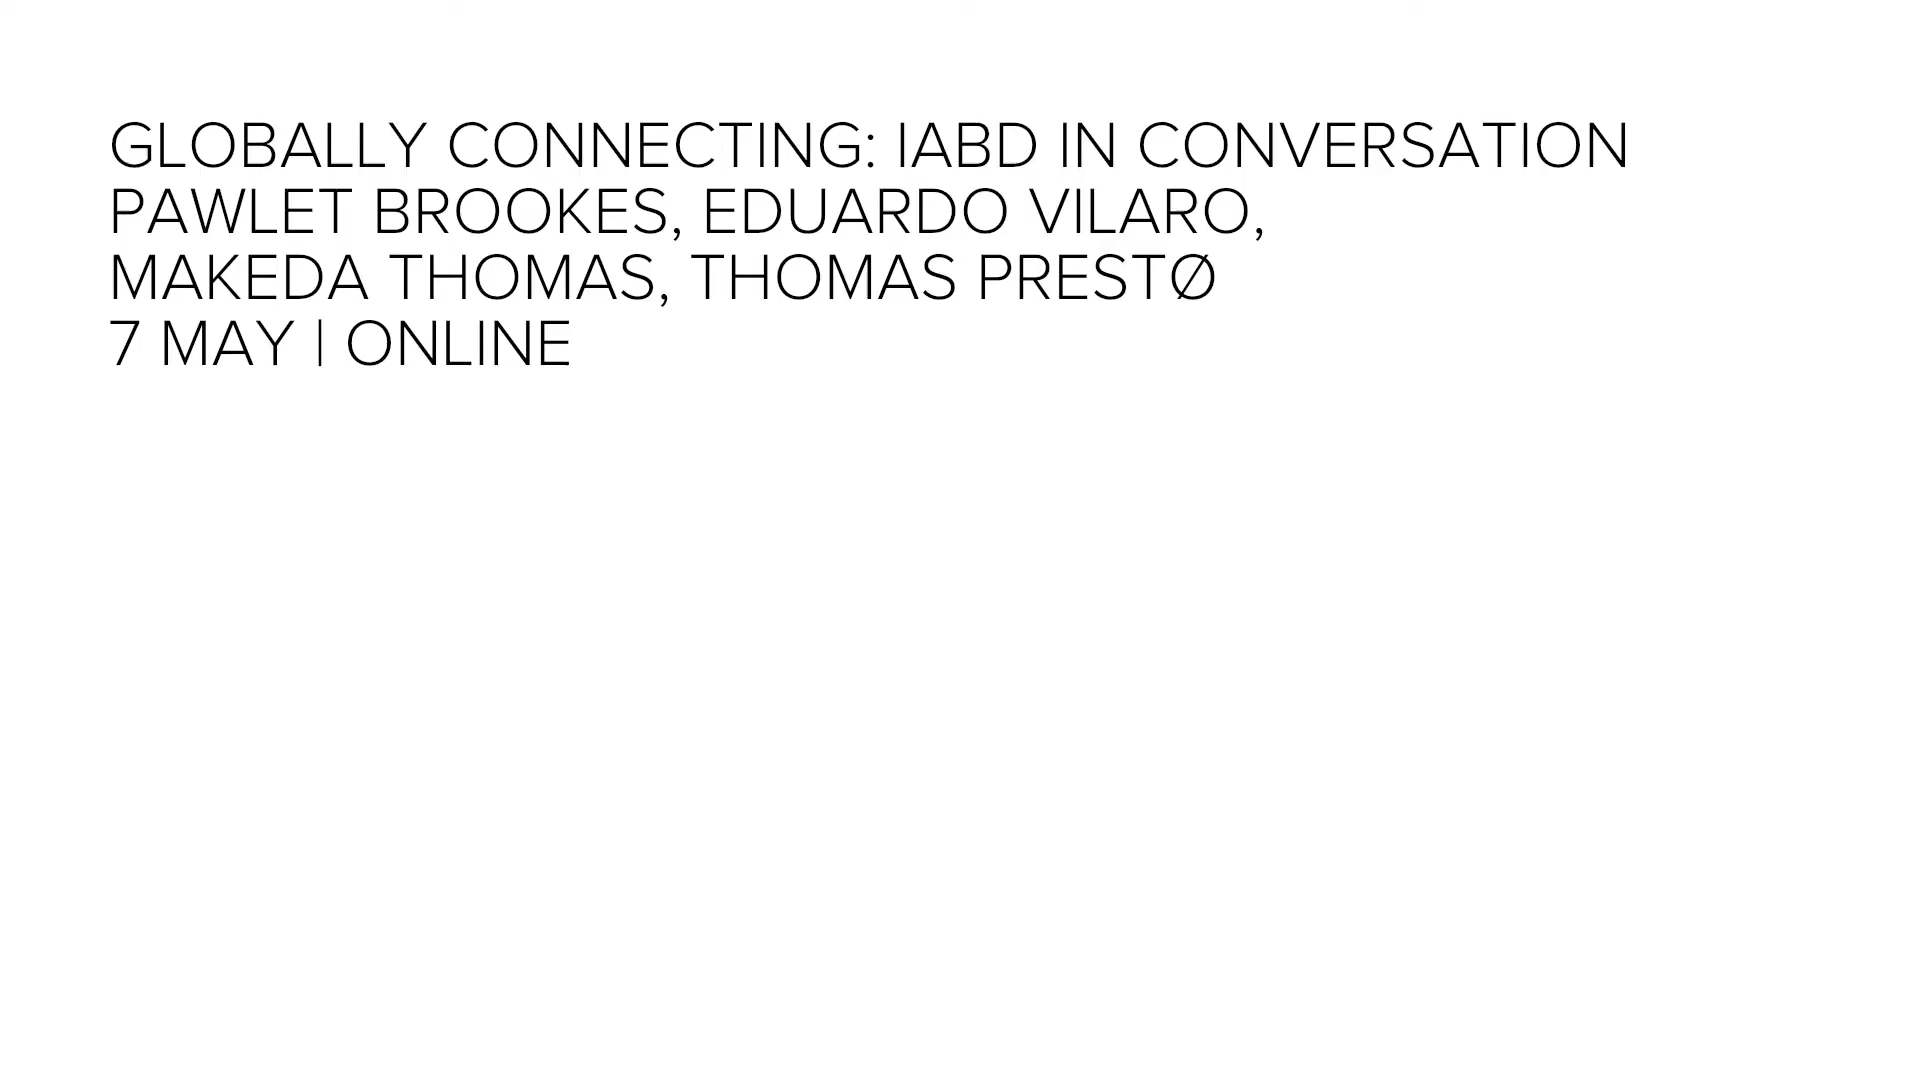 GLOBALLY CONNECTING: IABD IN CONVERSATION
PAWLET BROOKES, EDUARDO VILARO,
MAKEDA THOMAS, THOMAS PRESTØ
7 MAY | ONLINE